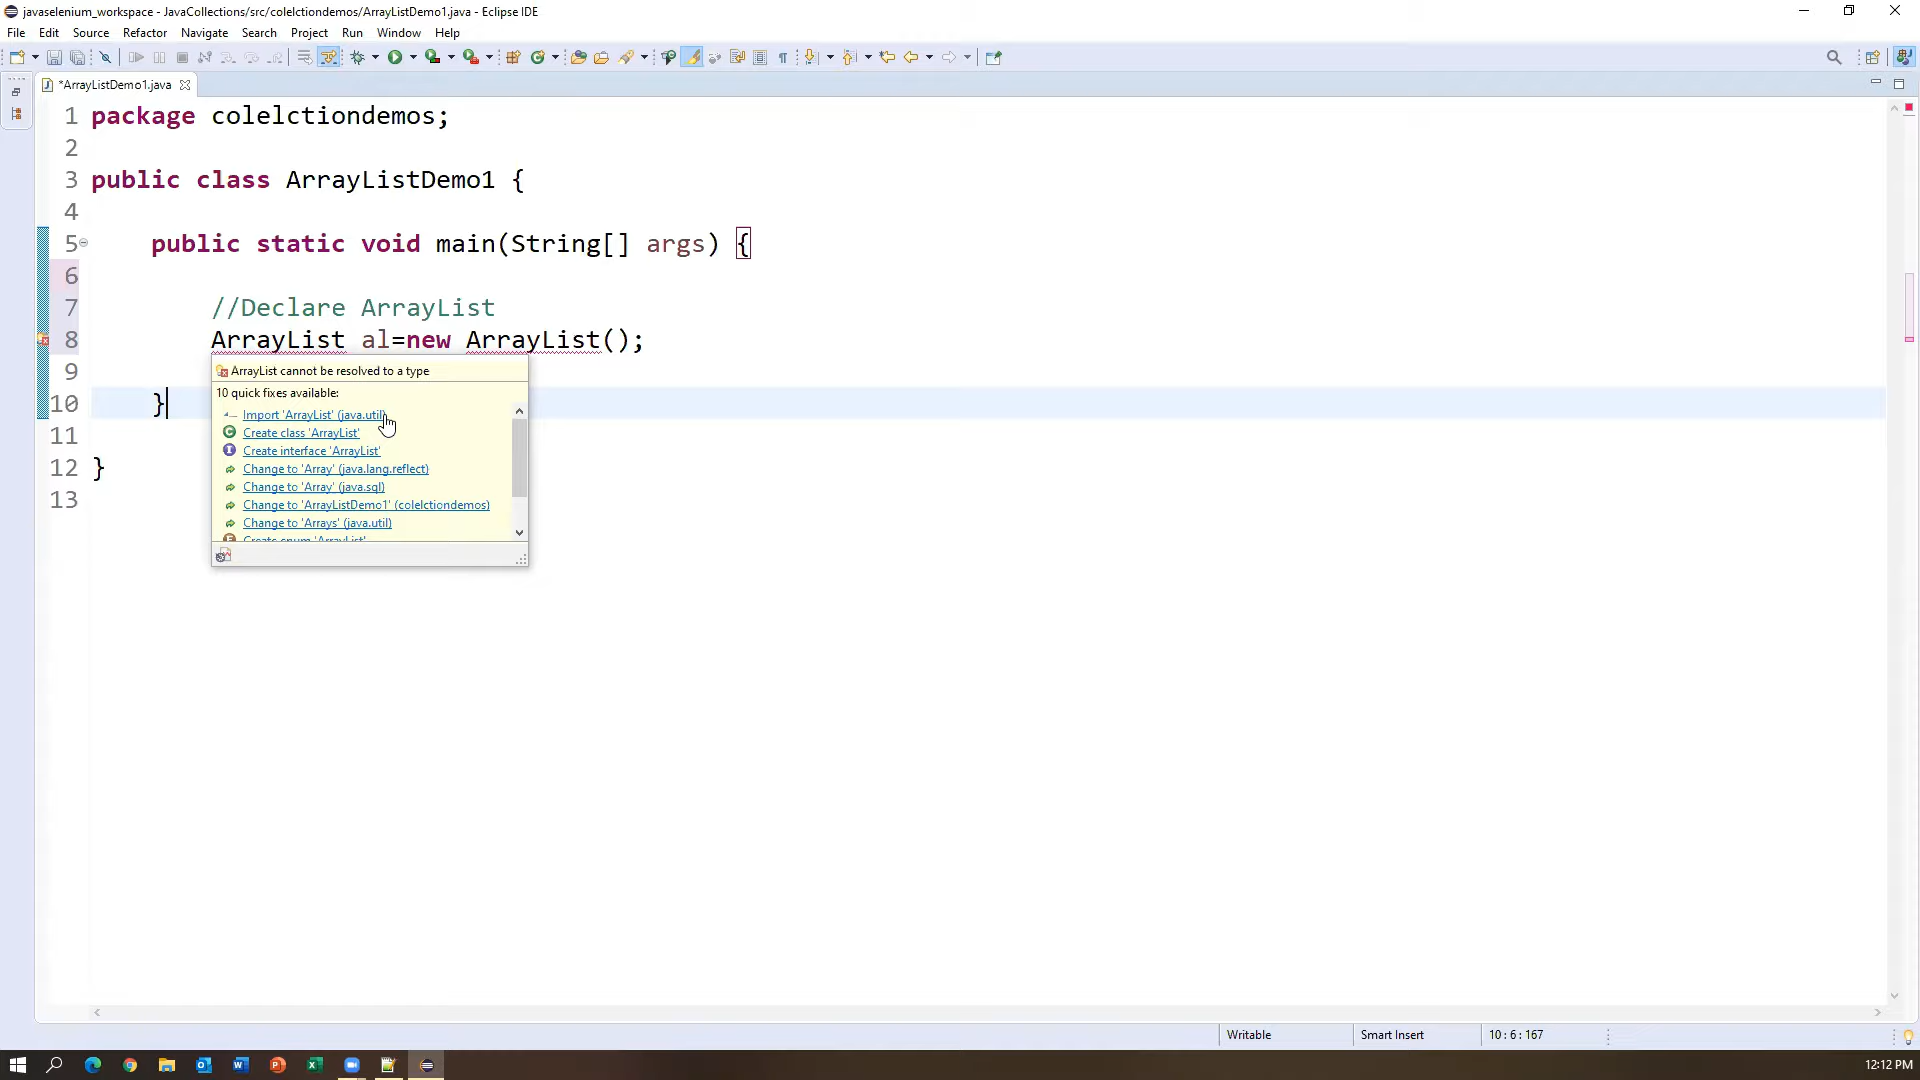 javaselenium_workspace - JavaCollections/src/colelctiondemos/ArrayListDemo1.java - Eclipse IDE
File Edit Source Refactor Navigate Search Project Run Window Help
*ArrayListDemo1.java
1 package colelctiondemos;
2
3 public class ArrayListDemo1 {
4
5 public static void main(String[] args) {
6
7 //Declare ArrayList
8 ArrayList al=new ArrayList();
9
10 }
11
12 }
13
ArrayList cannot be resolved to a type
10 quick fixes available:
Import 'ArrayList' (java.util)
Create class 'ArrayList'
Create interface 'ArrayList'
Change to 'Array' (java.lang.reflect)
Change to 'Array' (java.sql)
Change to 'ArrayListDemo1' (colelctiondemos)
Change to 'Arrays' (java.util)
Create enum 'ArrayList'
Writable Smart Insert 10 : 6 : 167
12:12 PM